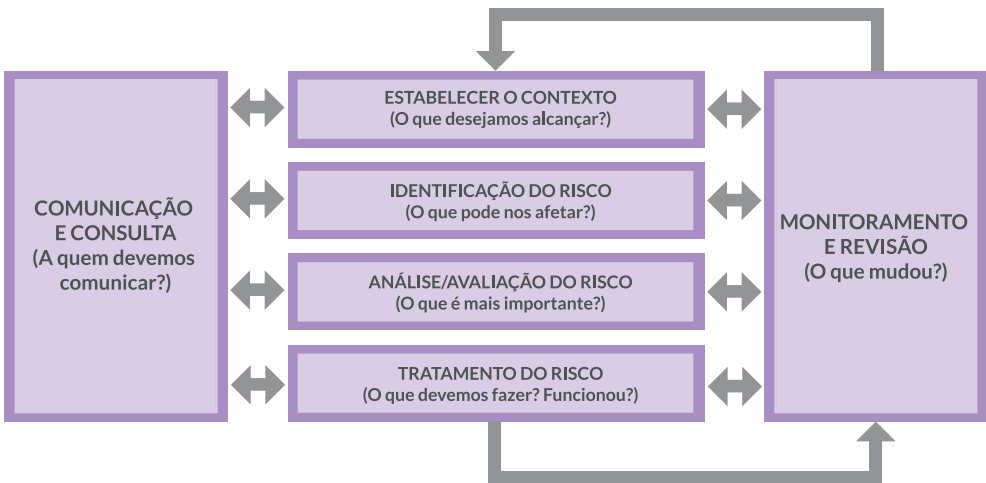 COMUNICAÇÃO
E CONSULTA
(A quem devemos
comunicar?)
ESTABELECER O CONTEXTO
(O que desejamos alcançar?)
IDENTIFICAÇÃO DO RISCO
(O que pode nos afetar?)
ANÁLISE/AVALIAÇÃO DO RISCO
(O que é mais importante?)
TRATAMENTO DO RISCO
(O que devemos fazer? Funcionou?)
MONITORAMENTO
E REVISÃO
(O que mudou?)